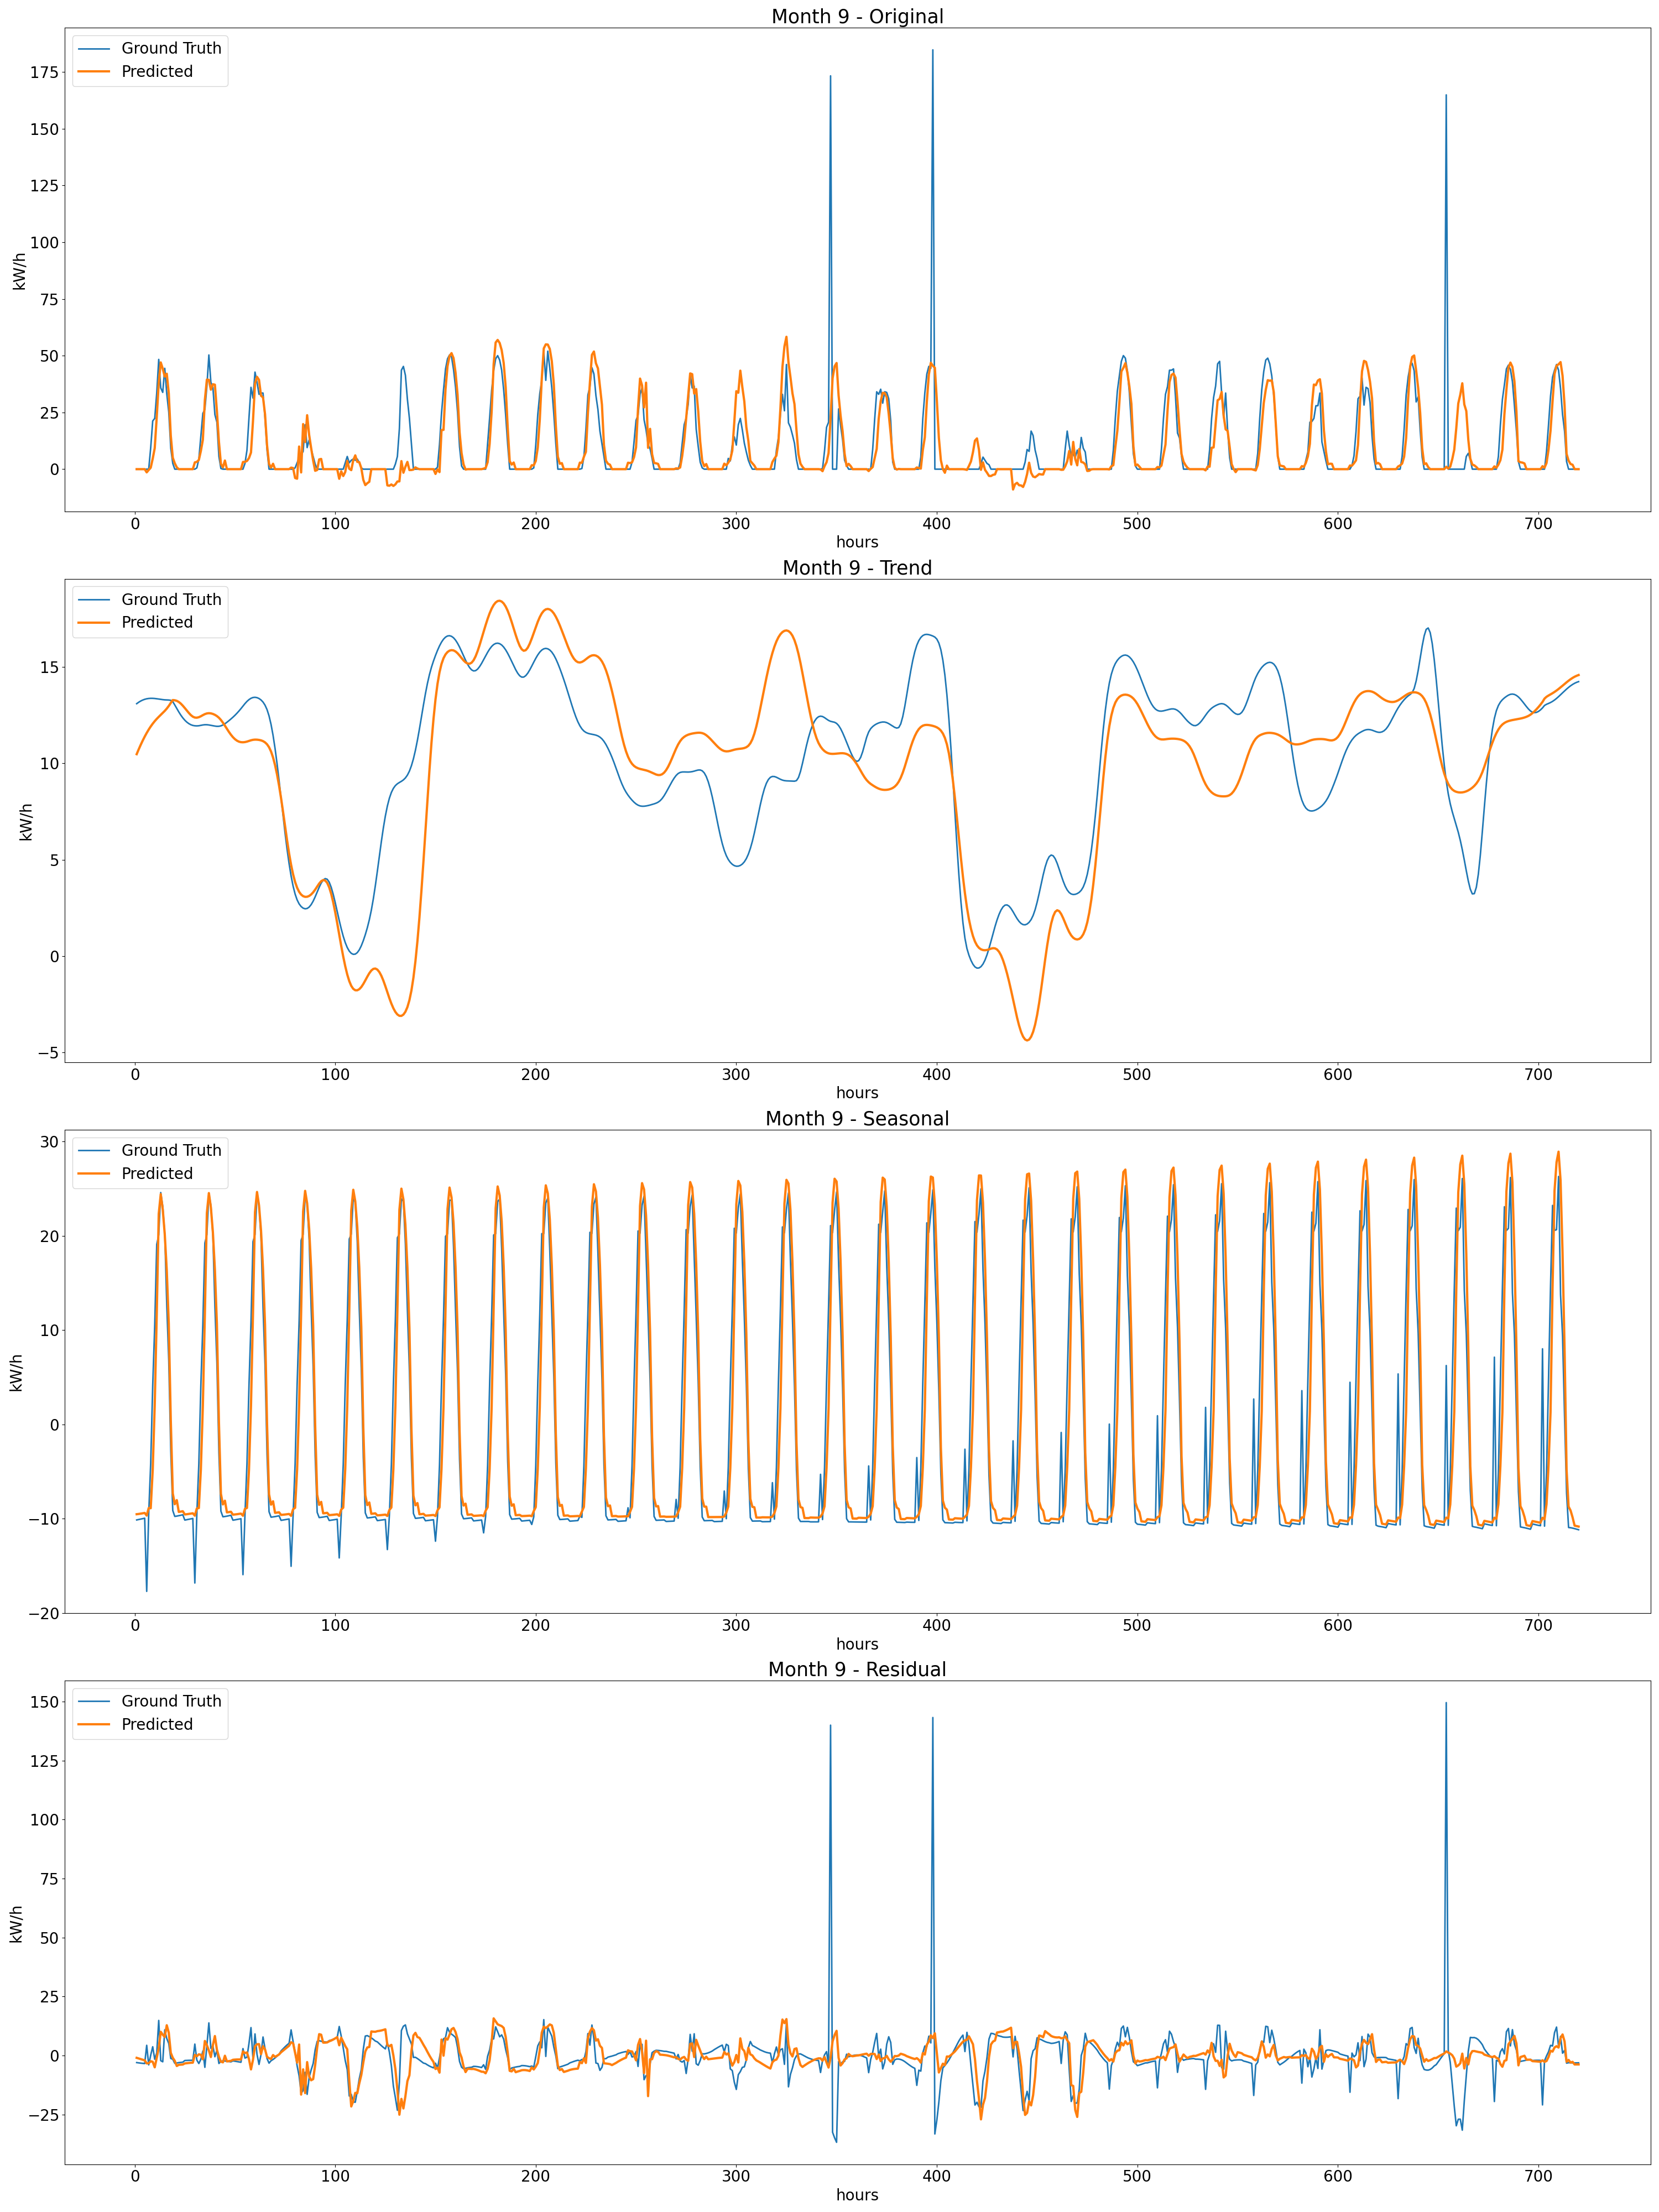 Month 9 - Original
Ground Truth
Predicted
175
150
125
100
75
50
25
0
kW/h
0 100 200 300 400 500 600 700
hours
Month 9 - Trend
Ground Truth
Predicted
15
10
5
0
−5
kW/h
0 100 200 300 400 500 600 700
hours
Month 9 - Seasonal
Ground Truth
Predicted
30
20
10
0
−10
−20
kW/h
0 100 200 300 400 500 600 700
hours
Month 9 - Residual
Ground Truth
Predicted
150
125
100
75
50
25
0
−25
kW/h
0 100 200 300 400 500 600 700
hours